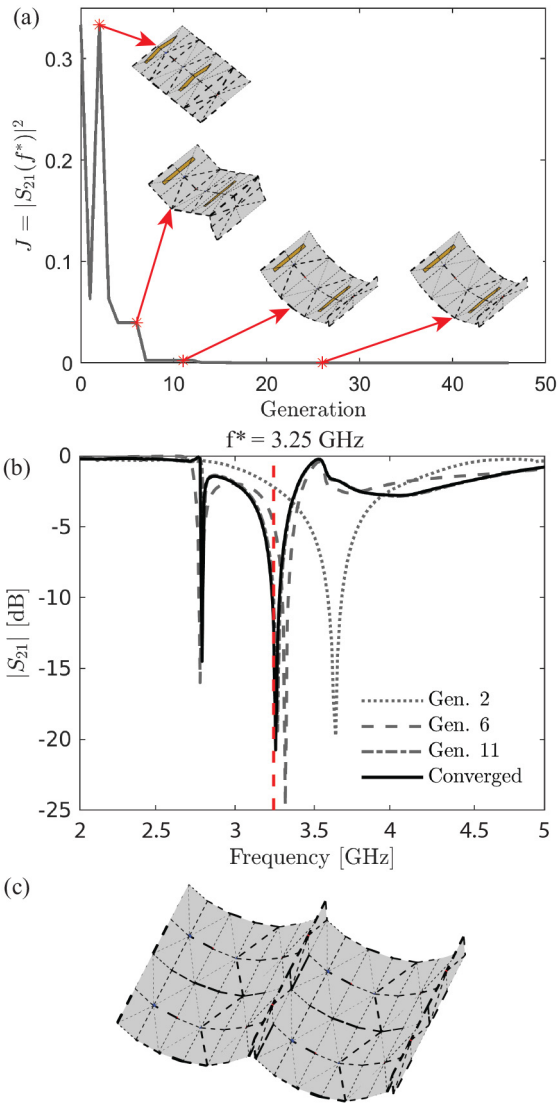 (a)
J = |S21(f*)|²
0.3
0.2
0.1
0
0 10 20 30 40 50
Generation
f* = 3.25 GHz
(b)
|S21| [dB]
0
-5
-10
-15
-20
-25
Gen. 2
Gen. 6
Gen. 11
Converged
2 2.5 3 3.5 4 4.5 5
Frequency [GHz]
(c)